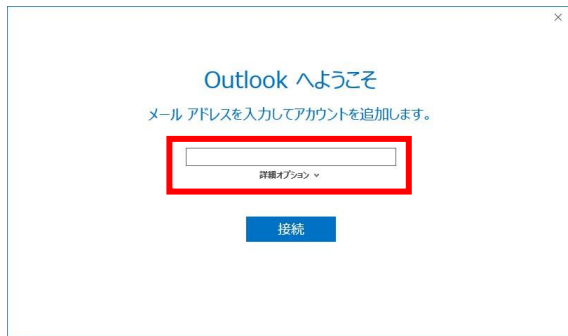 Outlook へようこそ
メール アドレスを入力してアカウントを追加します。
詳細オプション
接続